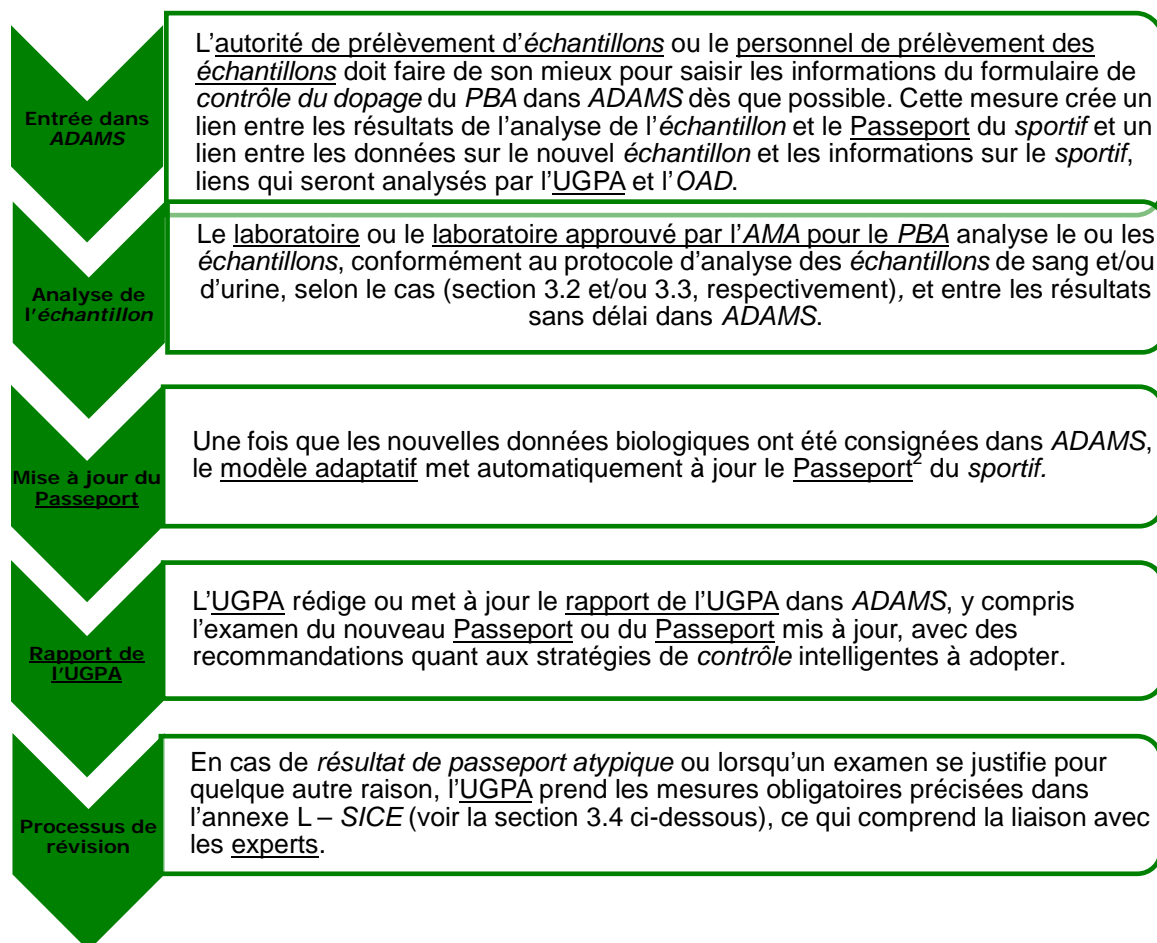 Entrée dans
ADAMS
L'autorité de prélèvement d'échantillons ou le personnel de prélèvement des
échantillons doit faire de son mieux pour saisir les informations du formulaire de
contrôle du dopage du PBA dans ADAMS dès que possible. Cette mesure crée un
lien entre les résultats de l'analyse de l'échantillon et le Passeport du sportif et un
lien entre les données sur le nouvel échantillon et les informations sur le sportif,
liens qui seront analysés par l'UGPA et l'OAD.
Analyse de
l'échantillon
Le laboratoire ou le laboratoire approuvé par l'AMA pour le PBA analyse le ou les
échantillons, conformément au protocole d'analyse des échantillons de sang et/ou
d'urine, selon le cas (section 3.2 et/ou 3.3, respectivement), et entre les résultats
sans délai dans ADAMS.
Mise à jour du
Passeport
Une fois que les nouvelles données biologiques ont été consignées dans ADAMS,
le modèle adaptatif met automatiquement à jour le Passeport² du sportif.
Rapport de
l'UGPA
L'UGPA rédige ou met à jour le rapport de l'UGPA dans ADAMS, y compris
l'examen du nouveau Passeport ou du Passeport mis à jour, avec des
recommandations quant aux stratégies de contrôle intelligentes à adopter.
Processus de
révision
En cas de résultat de passeport atypique ou lorsqu'un examen se justifie pour
quelque autre raison, l'UGPA prend les mesures obligatoires précisées dans
l'annexe L – SICE (voir la section 3.4 ci-dessous), ce qui comprend la liaison avec
les experts.